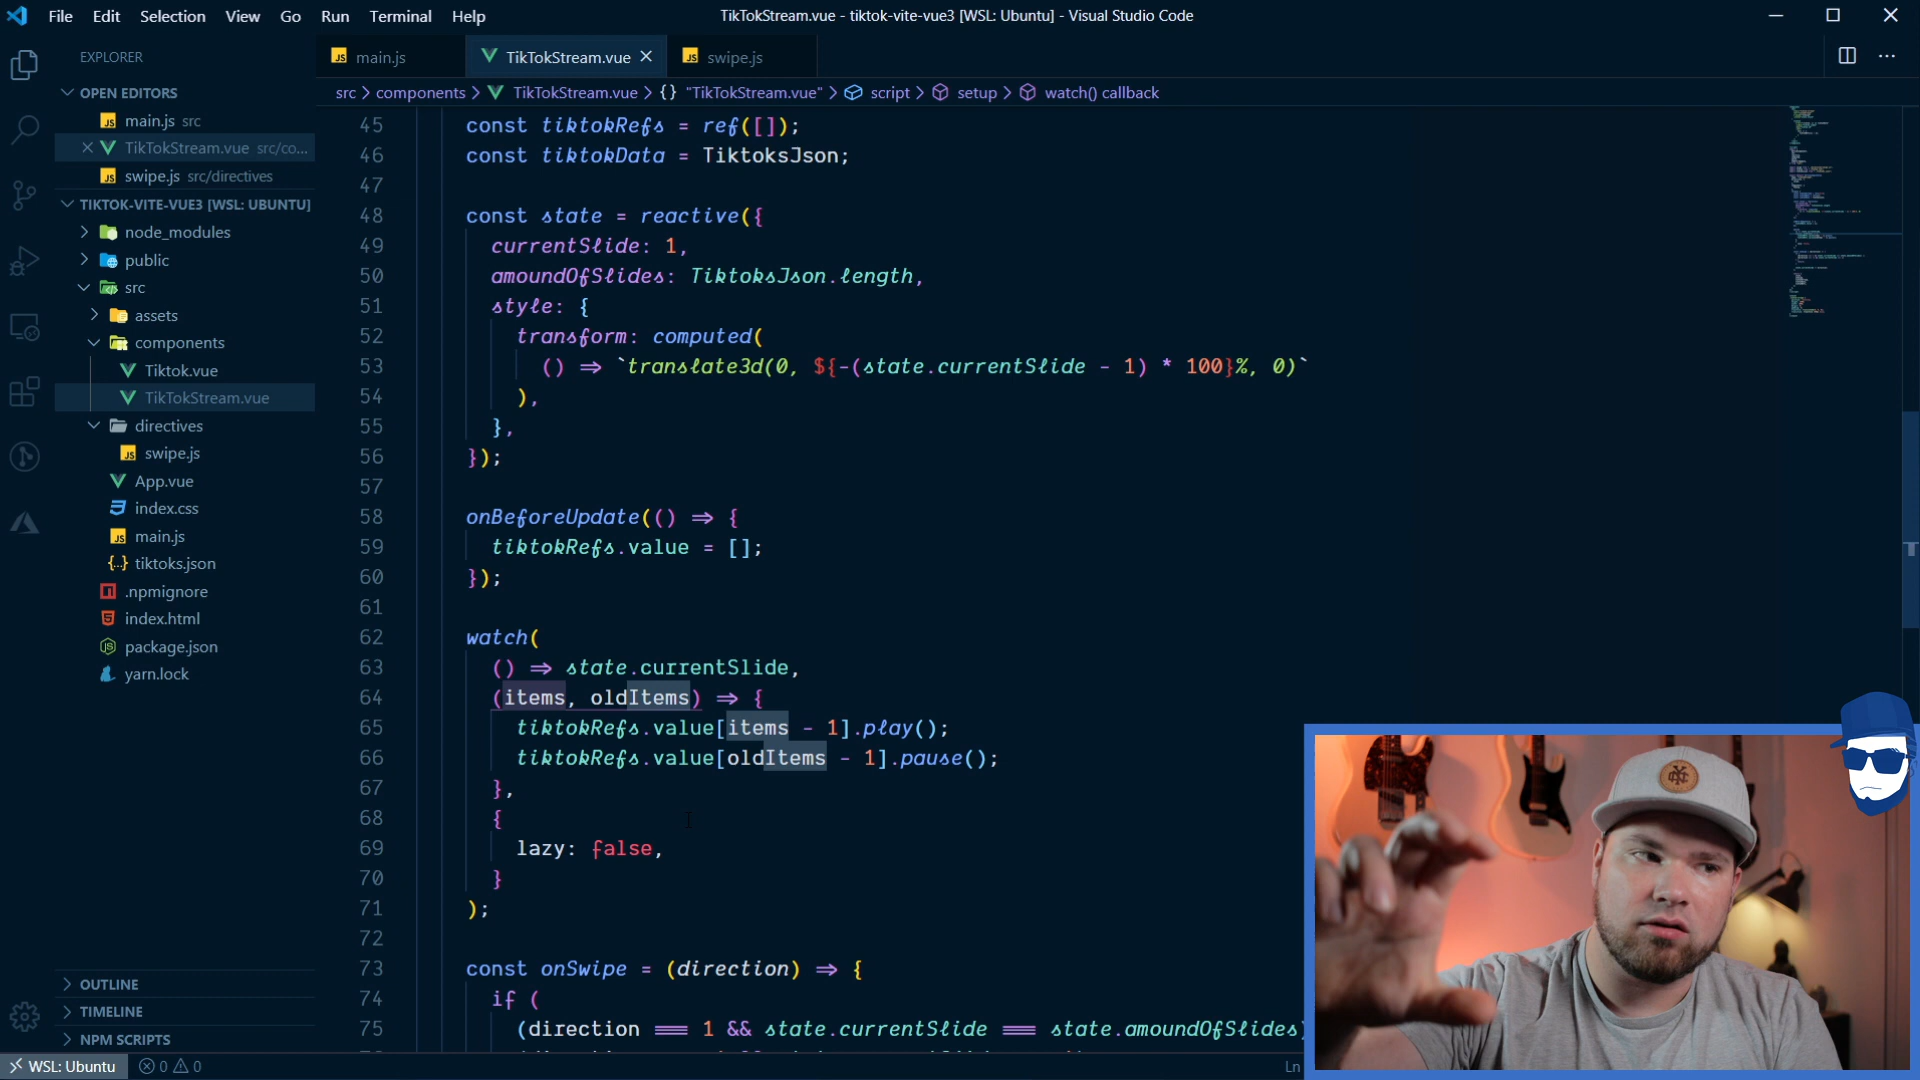 File Edit Selection View Go Run Terminal Help
TikTokStream.vue - tiktok-vite-vue3 [WSL: Ubuntu] - Visual Studio Code
EXPLORER
OPEN EDITORS
main.js src
TikTokStream.vue src/co...
swipe.js src/directives
TIKTOK-VITE-VUE3 [WSL: UBUNTU]
node_modules
public
src
assets
components
Tiktok.vue
TikTokStream.vue
directives
swipe.js
App.vue
index.css
main.js
tiktoks.json
.npmignore
index.html
package.json
yarn.lock
OUTLINE
TIMELINE
NPM SCRIPTS
main.js
TikTokStream.vue
swipe.js
src > components > TikTokStream.vue > {} "TikTokStream.vue" > script > setup > watch() callback
45 const tiktokRefs = ref([]);
46 const tiktokData = TiktoksJson;
47
48 const state = reactive({
49 currentSlide: 1,
50 amoundOfSlides: TiktoksJson.length,
51 style: {
52 transform: computed(
53 () => `translate3d(0, ${-(state.currentSlide - 1) * 100}%, 0)`
54 ),
55 },
56 });
57
58 onBeforeUpdate(() => {
59 tiktokRefs.value = [];
60 });
61
62 watch(
63 () => state.currentSlide,
64 (items, oldItems) => {
65 tiktokRefs.value[items - 1].play();
66 tiktokRefs.value[oldItems - 1].pause();
67 },
68 {
69 lazy: false,
70 }
71 );
72
73 const onSwipe = (direction) => {
74 if (
75 (direction === 1 && state.currentSlide === state.amoundOfSlides)
WSL: Ubuntu 0 0
Ln